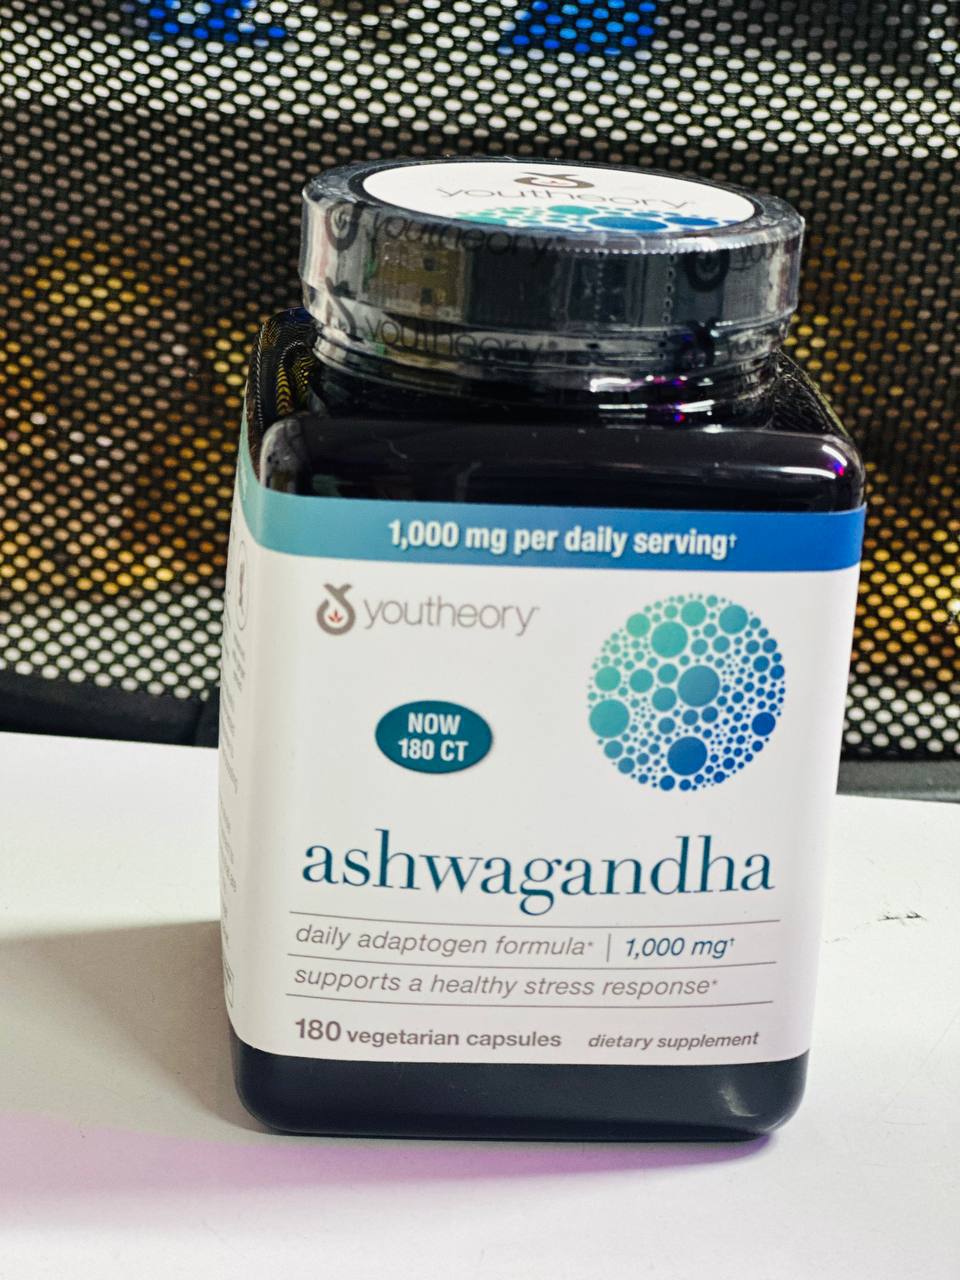 youtheory
youtheory
youtheory
1,000 mg per daily serving†
youtheory
NOW
180 CT
ashwagandha
daily adaptogen formula* | 1,000 mg†
supports a healthy stress response*
180 vegetarian capsules dietary supplement